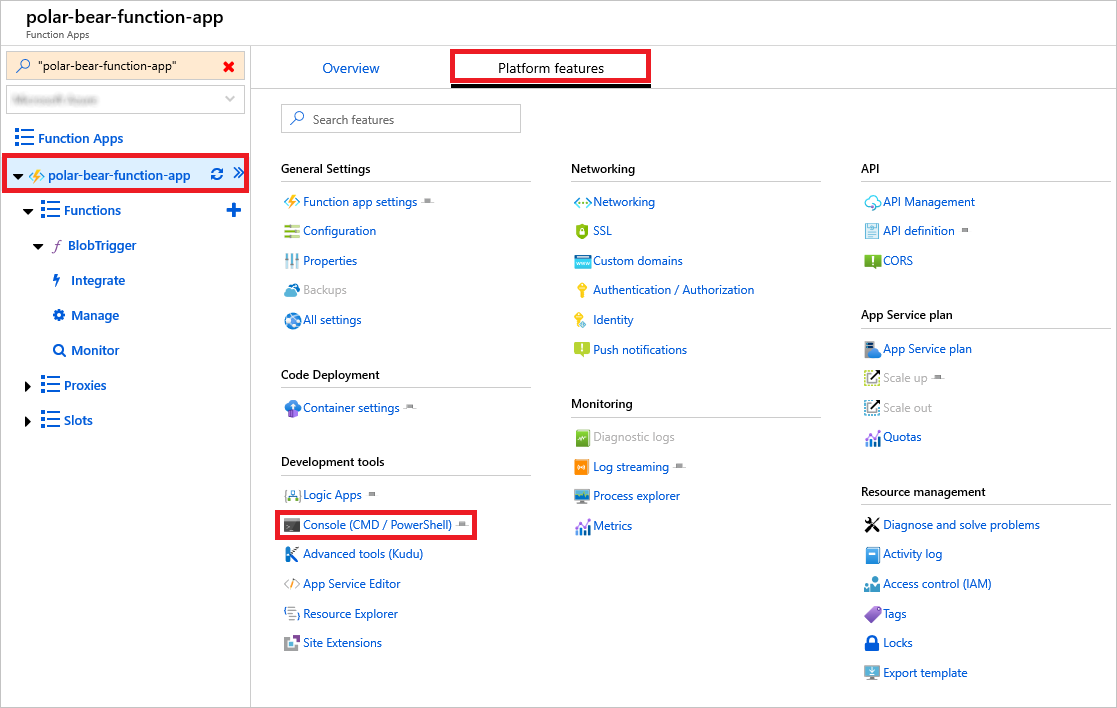 polar-bear-function-app
Function Apps
"polar-bear-function-app"
Function Apps
polar-bear-function-app
Functions
BlobTrigger
Integrate
Manage
Monitor
Proxies
Slots
Overview
Platform features
Search features
General Settings
Function app settings
Configuration
Properties
Backups
All settings
Code Deployment
Container settings
Development tools
Logic Apps
Console (CMD / PowerShell)
Advanced tools (Kudu)
App Service Editor
Resource Explorer
Site Extensions
Networking
Networking
SSL
Custom domains
Authentication / Authorization
Identity
Push notifications
Monitoring
Diagnostic logs
Log streaming
Process explorer
Metrics
API
API Management
API definition
CORS
App Service plan
App Service plan
Scale up
Scale out
Quotas
Resource management
Diagnose and solve problems
Activity log
Access control (IAM)
Tags
Locks
Export template